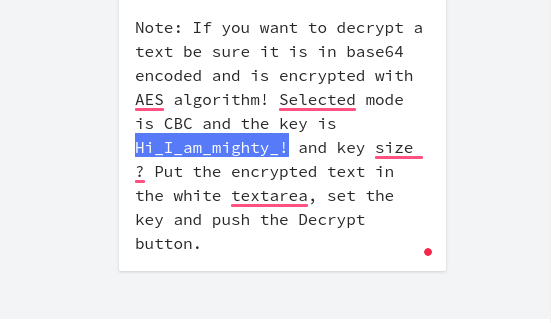 Note: If you want to decrypt a
text be sure it is in base64
encoded and is encrypted with
AES algorithm! Selected mode
is CBC and the key is
Hi_I_am_mighty_! and key size
? Put the encrypted text in
the white textarea, set the
key and push the Decrypt
button.